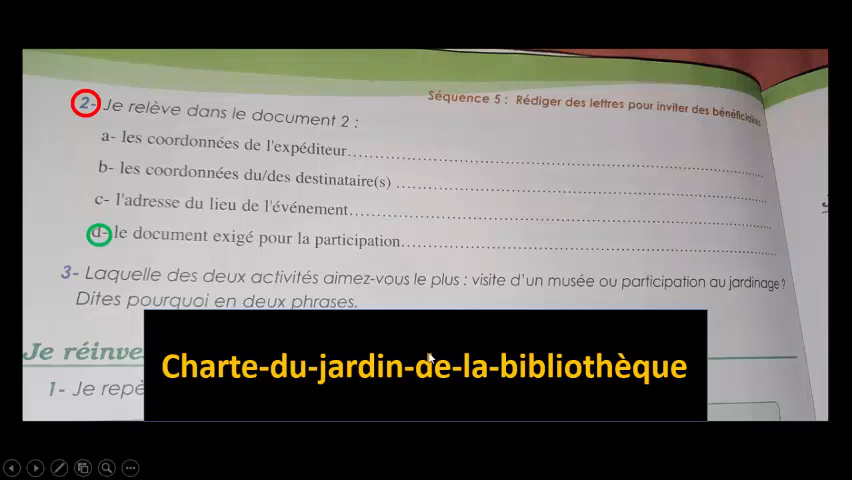 Séquence 5 : Rédiger des lettres pour inviter des bénéficiaires
2- Je relève dans le document 2 :
a- les coordonnées de l'expéditeur
b- les coordonnées du/des destinataire(s)
c- l'adresse du lieu de l'événement
d- le document exigé pour la participation
3- Laquelle des deux activités aimez-vous le plus : visite d'un musée ou participation au jardinage ?
Dites pourquoi en deux phrases.
Je réinves
1- Je repè
Charte-du-jardin-de-la-bibliothèque